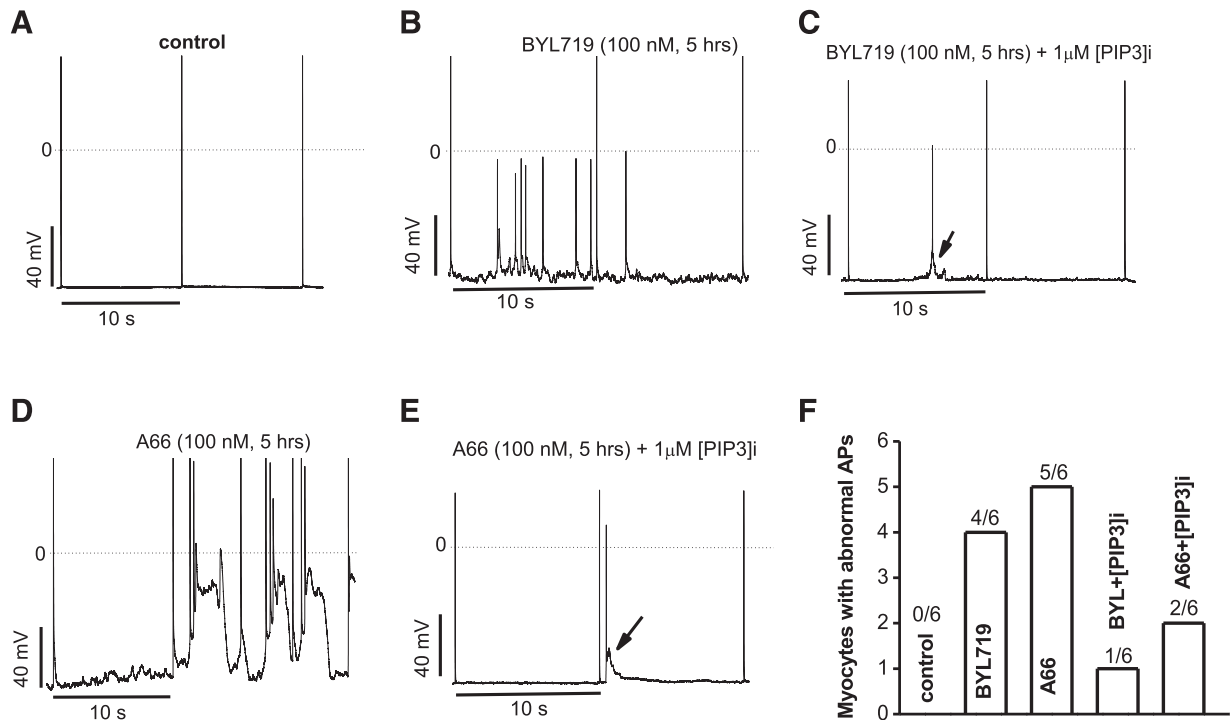 A
control
0
40 mV
10 s
B
BYL719 (100 nM, 5 hrs)
0
40 mV
10 s
C
BYL719 (100 nM, 5 hrs) + 1μM [PIP3]i
0
40 mV
10 s
D
A66 (100 nM, 5 hrs)
0
40 mV
10 s
E
A66 (100 nM, 5 hrs) + 1μM [PIP3]i
0
40 mV
10 s
F
Myocytes with abnormal APs
6
5
4
3
2
1
0
0/6
control
4/6
BYL719
5/6
A66
BYL+[PIP3]i
1/6
A66+[PIP3]i
2/6